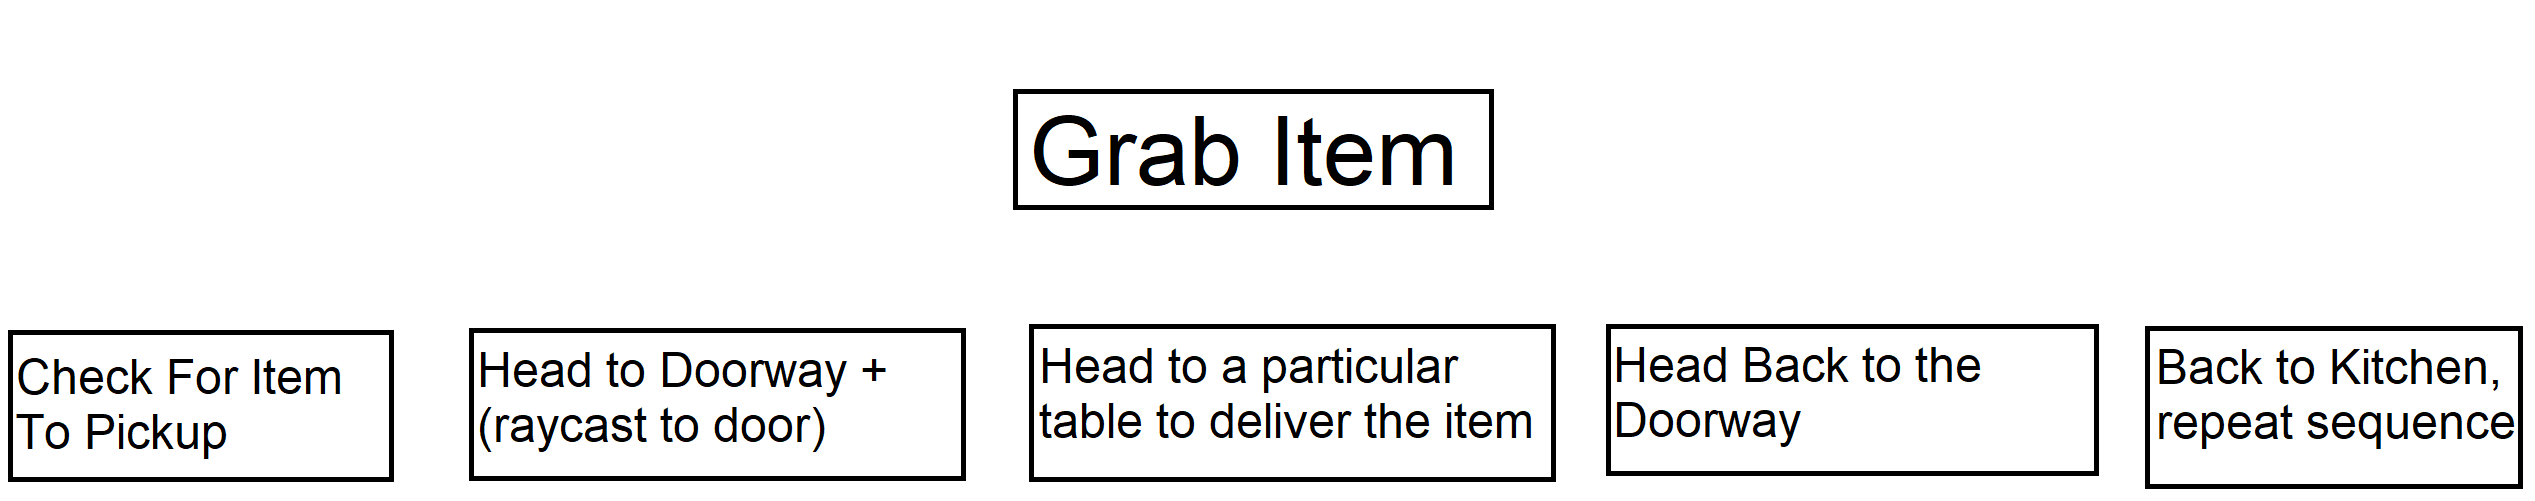 Grab Item
Check For Item
To Pickup
Head to Doorway +
(raycast to door)
Head to a particular
table to deliver the item
Head Back to the
Doorway
Back to Kitchen,
repeat sequence